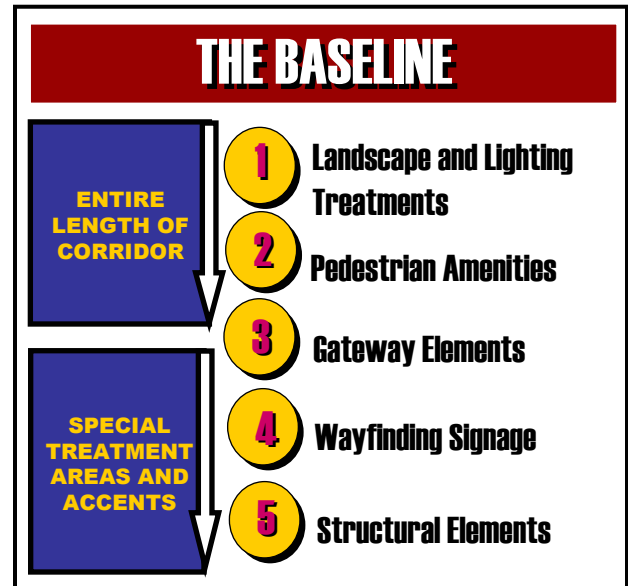 THE BASELINE
ENTIRE
LENGTH OF
CORRIDOR
1
Landscape and Lighting
Treatments
2
Pedestrian Amenities
3
Gateway Elements
SPECIAL
TREATMENT
AREAS AND
ACCENTS
4
Wayfinding Signage
5
Structural Elements